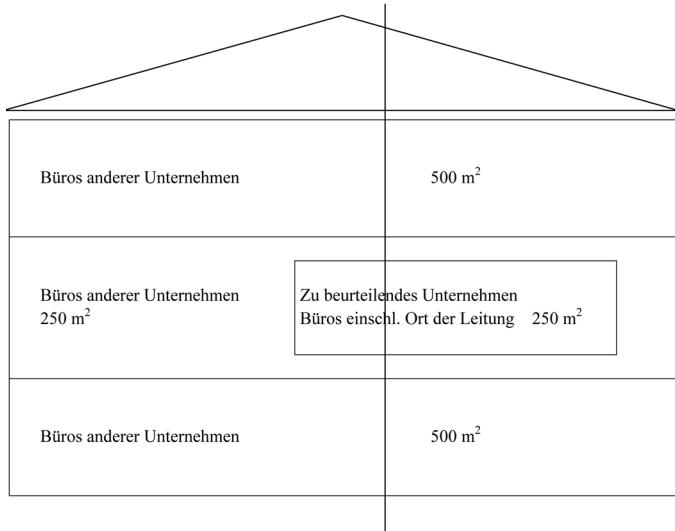 Büros anderer Unternehmen 500 m²
Büros anderer Unternehmen
250 m²
Zu beurteilendes Unternehmen
Büros einschl. Ort der Leitung 250 m²
Büros anderer Unternehmen 500 m²